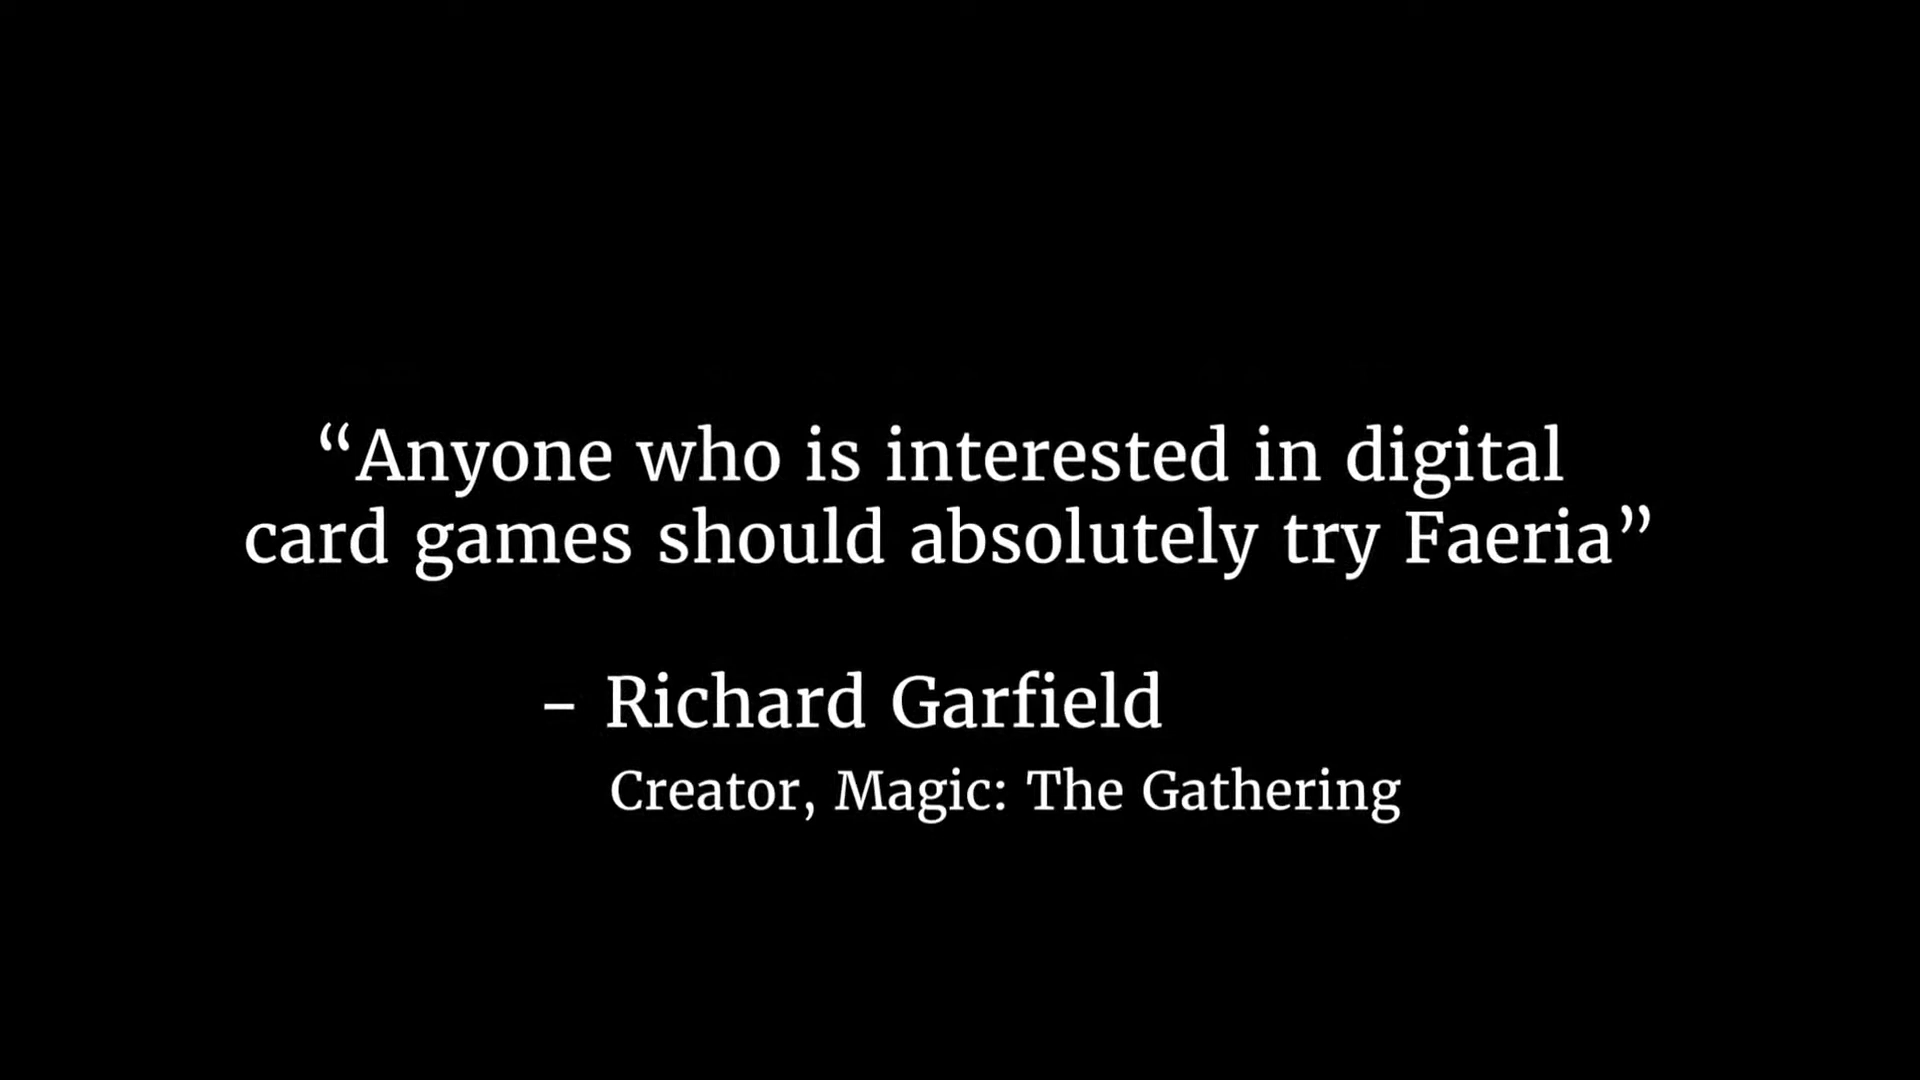 “Anyone who is interested in digital
card games should absolutely try Faeria”
– Richard Garfield
Creator, Magic: The Gathering